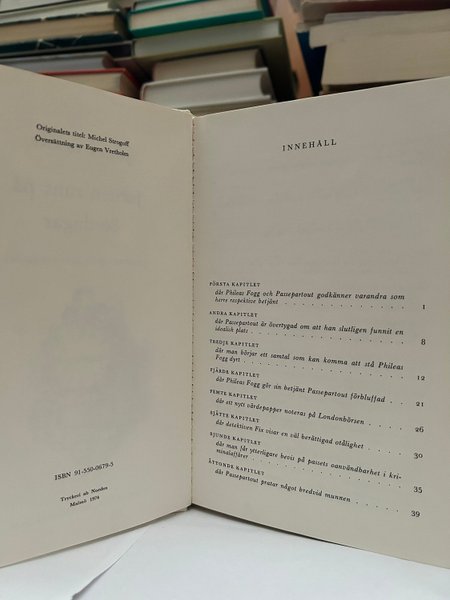 Originalets titel: Michel Strogoff
Översättning av Eugen Vretholm
ISBN 91-550-0679-5
Tryckeri ab Norden
Malmö 1974
INNEHÅLL
FÖRSTA KAPITLET
där Phileas Fogg och Passepartout godkänner varandra som
herre respektive betjänt 1
ANDRA KAPITLET
där Passepartout är övertygad om att han slutligen funnit en
idealisk plats 8
TREDJE KAPITLET
där man börjar ett samtal som kan komma att stå Phileas
Fogg dyrt 12
FJÄRDE KAPITLET
där Phileas Fogg gör sin betjänt Passepartout förbluffad 21
FEMTE KAPITLET
där ett nytt värdepapper noteras på Londonbörsen 26
SJÄTTE KAPITLET
där detektiven Fix visar en väl berättigad otålighet 30
SJUNDE KAPITLET
där man får ytterligare bevis på passets oanvändbarhet i kri-
minalaffärer 35
ÅTTONDE KAPITLET
där Passepartout pratar något bredvid munnen 39